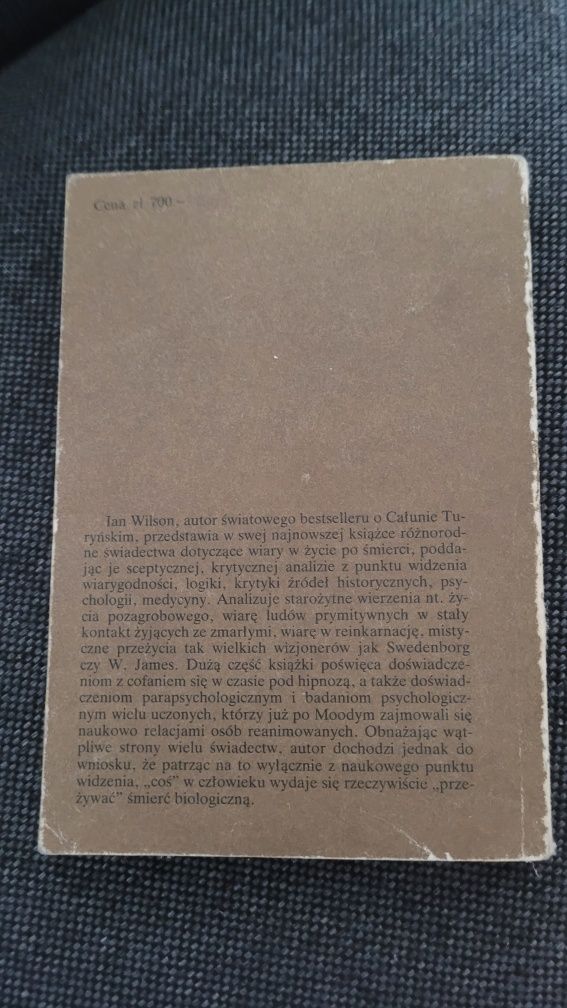 Cena zł 700 –
Ian Wilson, autor światowego bestselleru o Całunie Tu-
ryńskim, przedstawia w swej najnowszej książce różnorod-
ne świadectwa dotyczące wiary w życie po śmierci, podda-
jąc je sceptycznej, krytycznej analizie z punktu widzenia
wiarygodności, logiki, krytyki źródeł historycznych, psy-
chologii, medycyny. Analizuje starożytne wierzenia nt. ży-
cia pozagrobowego, wiarę ludów prymitywnych w stały
kontakt żyjących ze zmarłymi, wiarę w reinkarnację, misty-
czne przeżycia tak wielkich wizjonerów jak Swedenborg
czy W. James. Dużą część książki poświęca doświadcze-
niom z cofaniem się w czasie pod hipnozą, a także doświad-
czeniom parapsychologicznym i badaniom psychologicz-
nym wielu uczonych, którzy już po Moodym zajmowali się
naukowo relacjami osób reanimowanych. Obnażając wąt-
pliwe strony wielu świadectw, autor dochodzi jednak do
wniosku, że patrząc na to wyłącznie z naukowego punktu
widzenia, „coś” w człowieku wydaje się rzeczywiście „prze-
żywać” śmierć biologiczną.